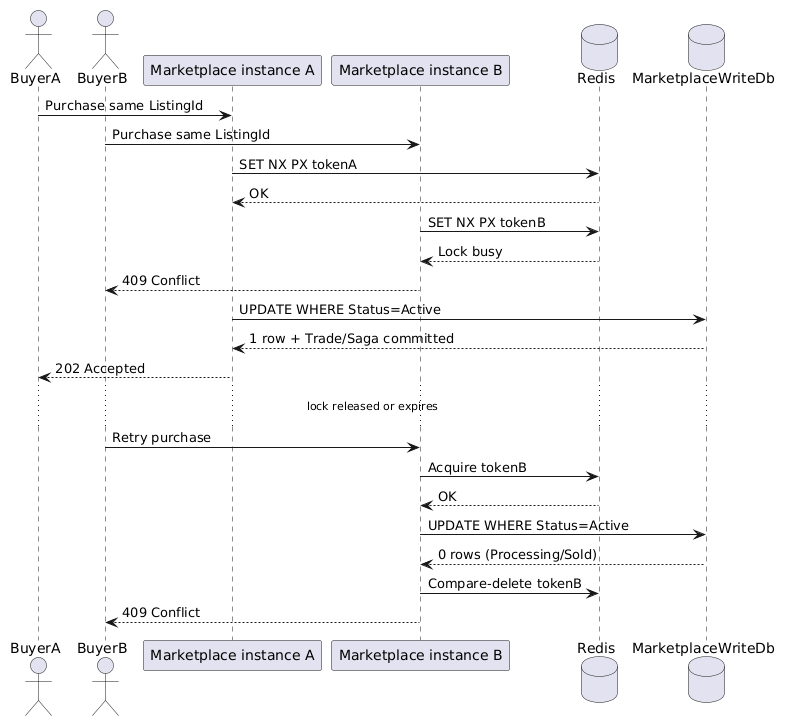 BuyerA
BuyerB
Marketplace instance A
Marketplace instance B
Redis
MarketplaceWriteDb
Purchase same ListingId
Purchase same ListingId
SET NX PX tokenA
OK
SET NX PX tokenB
Lock busy
409 Conflict
UPDATE WHERE Status=Active
1 row + Trade/Saga committed
202 Accepted
lock released or expires
Retry purchase
Acquire tokenB
OK
UPDATE WHERE Status=Active
0 rows (Processing/Sold)
Compare-delete tokenB
409 Conflict
BuyerA
BuyerB
Marketplace instance A
Marketplace instance B
Redis
MarketplaceWriteDb